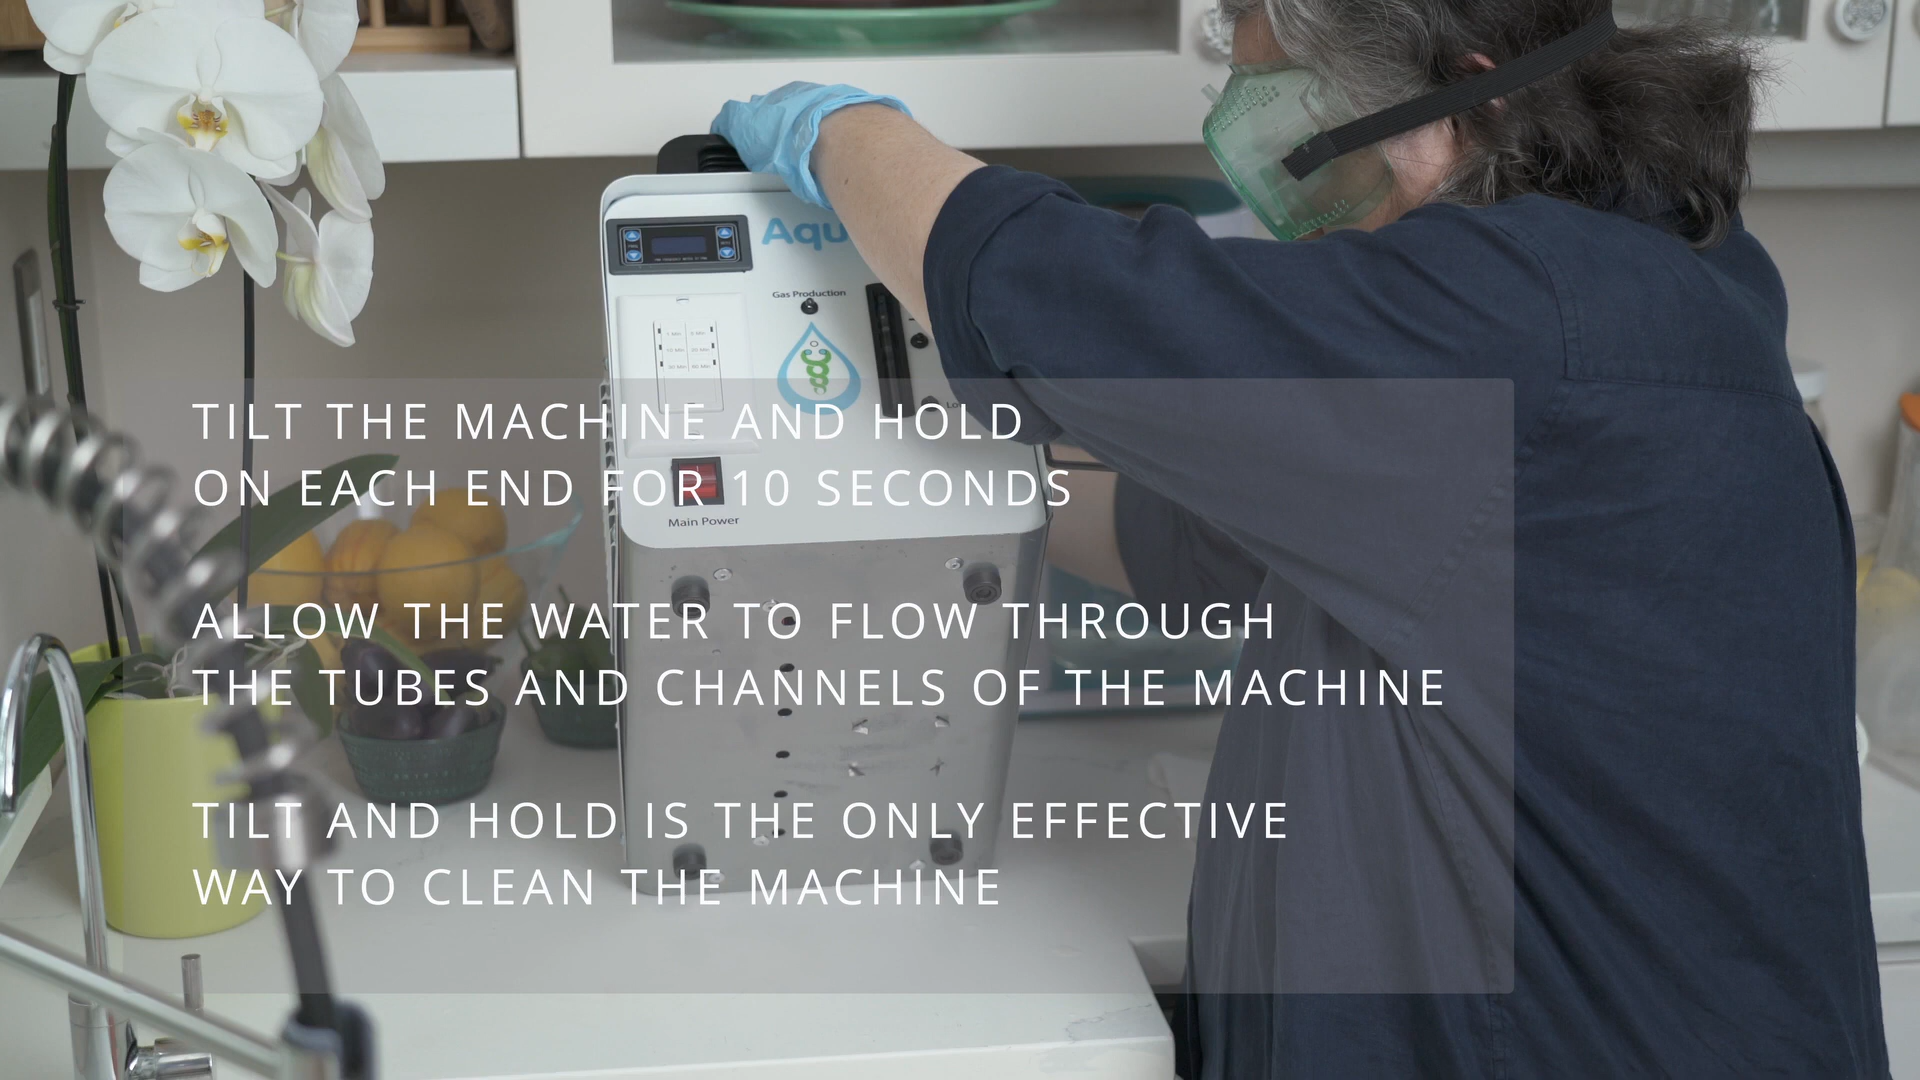 Aqu
Gas Production
TILT THE MACHINE AND HOLD
ON EACH END FOR 10 SECONDS
Main Power
ALLOW THE WATER TO FLOW THROUGH
THE TUBES AND CHANNELS OF THE MACHINE
TILT AND HOLD IS THE ONLY EFFECTIVE
WAY TO CLEAN THE MACHINE